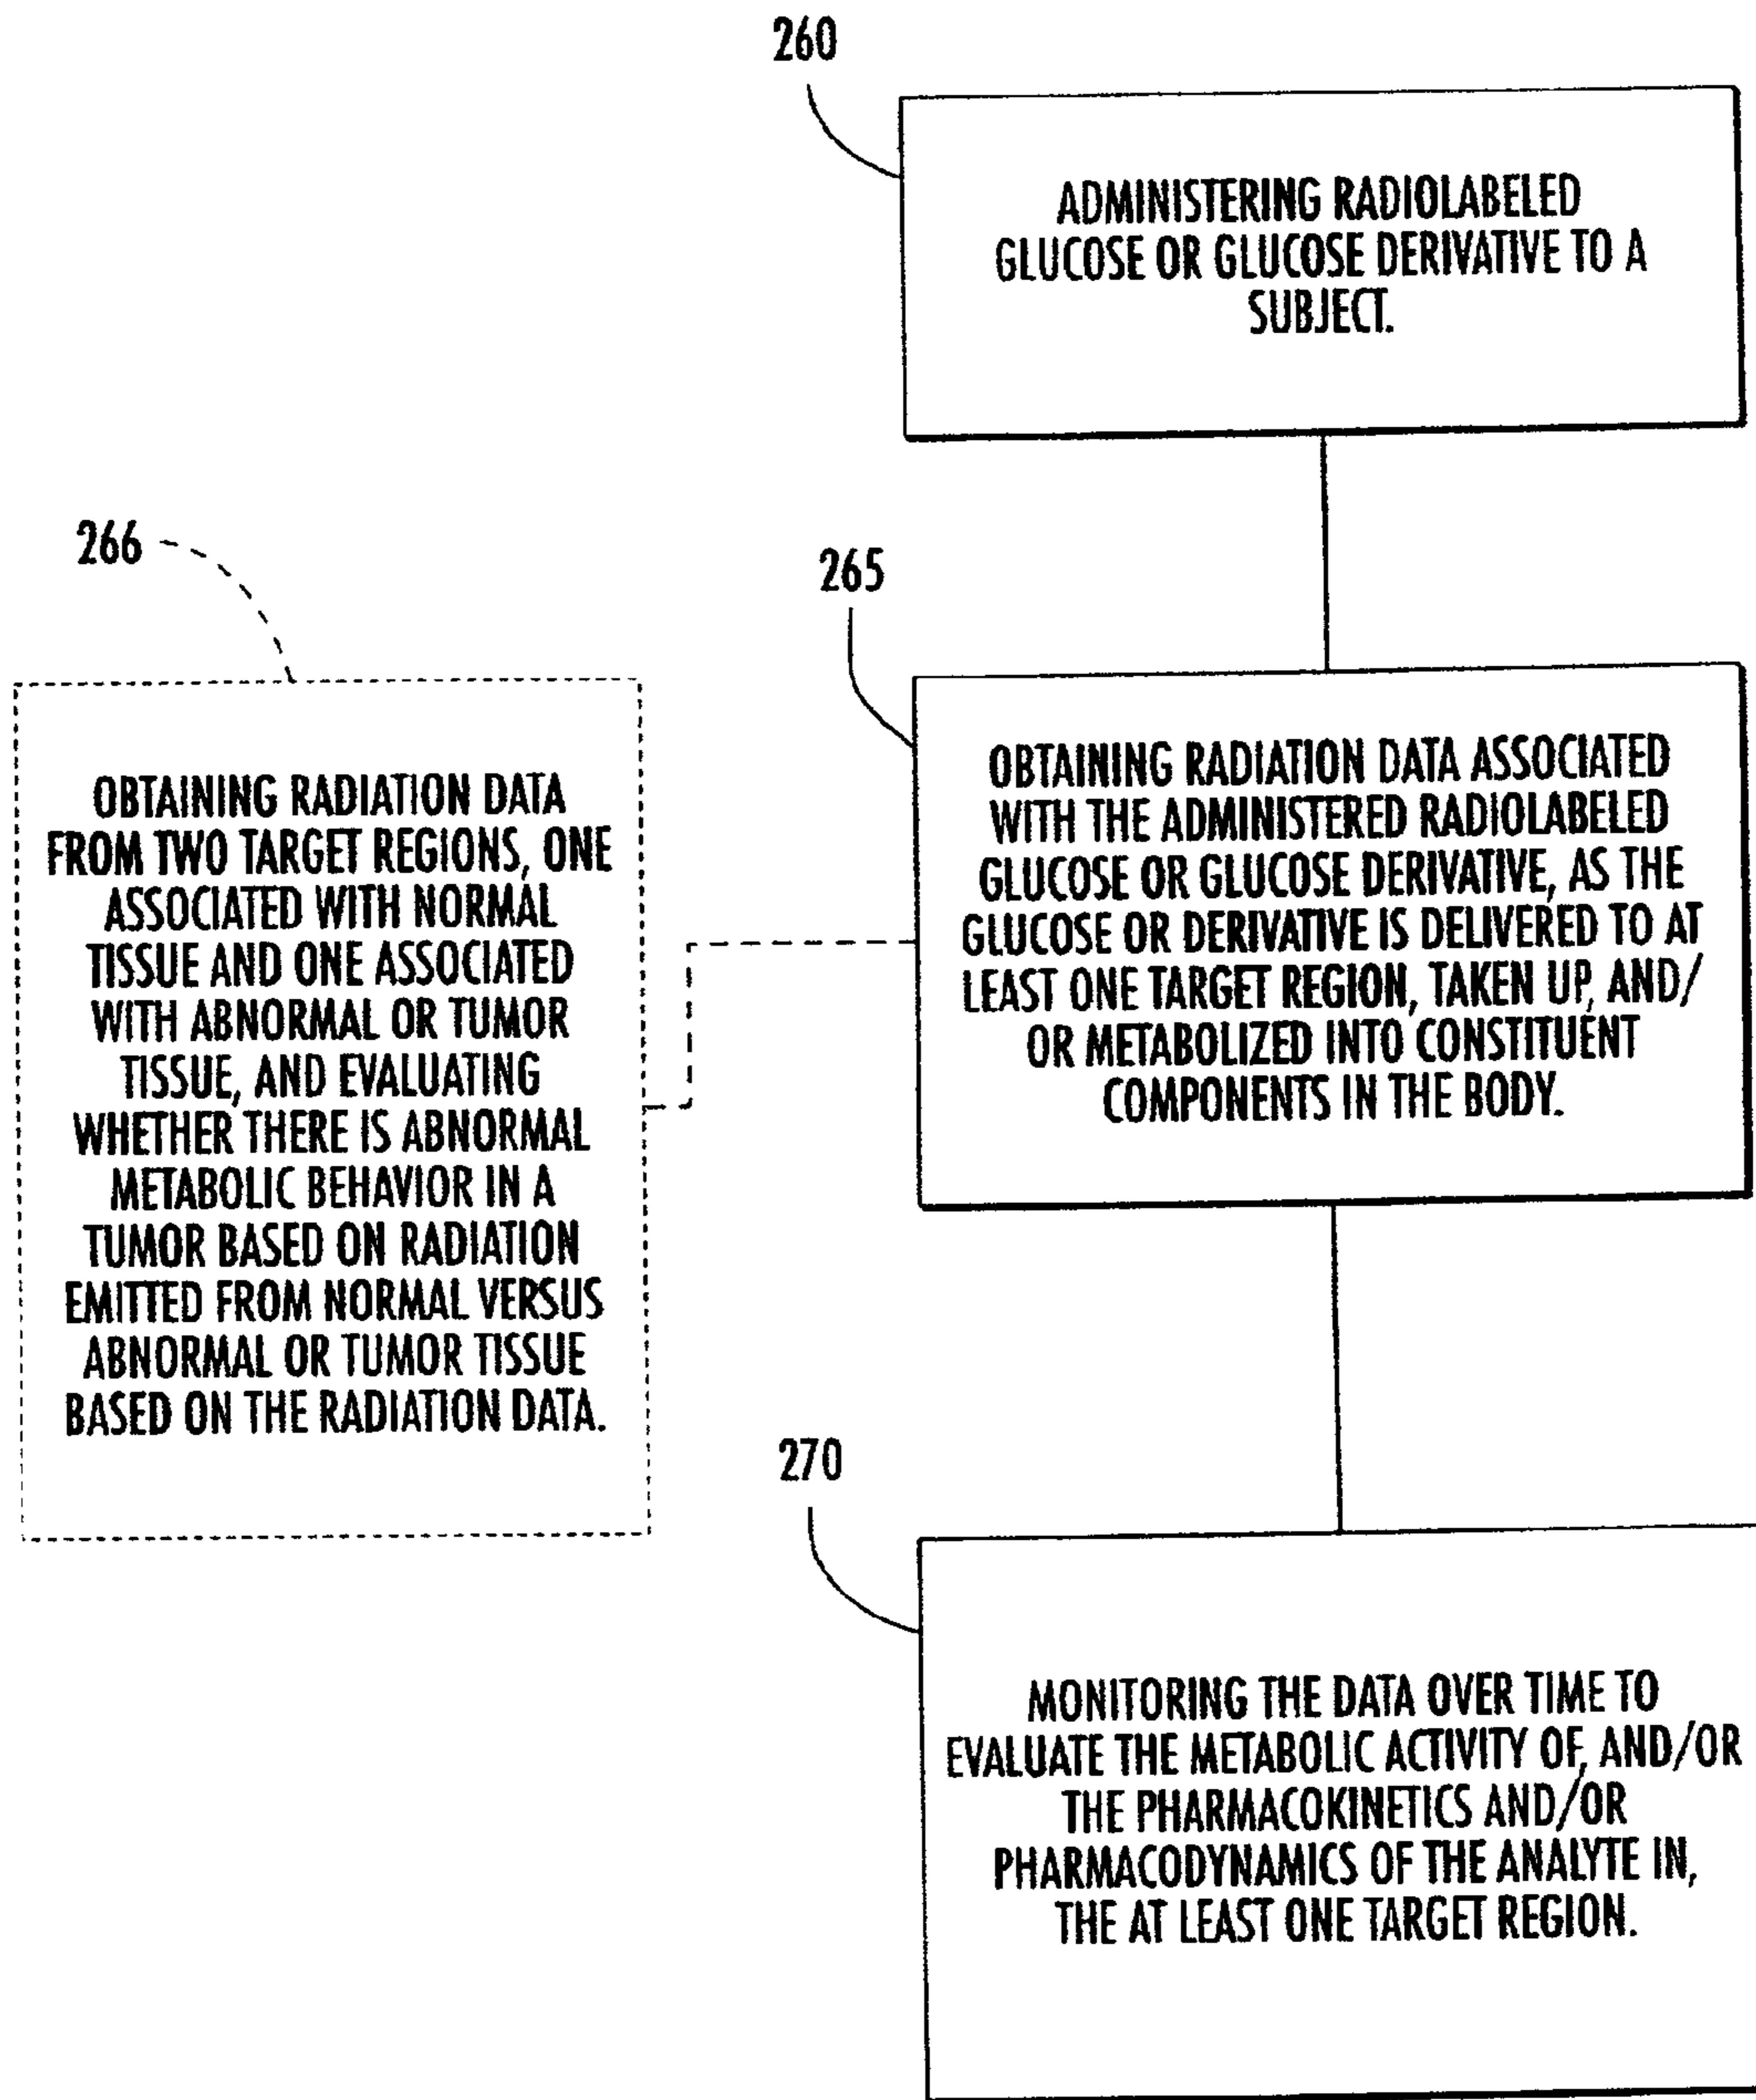 260
ADMINISTERING RADIOLABELED
GLUCOSE OR GLUCOSE DERIVATIVE TO A
SUBJECT.
265
OBTAINING RADIATION DATA ASSOCIATED
WITH THE ADMINISTERED RADIOLABELED
GLUCOSE OR GLUCOSE DERIVATIVE, AS THE
GLUCOSE OR DERIVATIVE IS DELIVERED TO AT
LEAST ONE TARGET REGION, TAKEN UP, AND/
OR METABOLIZED INTO CONSTITUENT
COMPONENTS IN THE BODY.
266
OBTAINING RADIATION DATA
FROM TWO TARGET REGIONS, ONE
ASSOCIATED WITH NORMAL
TISSUE AND ONE ASSOCIATED
WITH ABNORMAL OR TUMOR
TISSUE, AND EVALUATING
WHETHER THERE IS ABNORMAL
METABOLIC BEHAVIOR IN A
TUMOR BASED ON RADIATION
EMITTED FROM NORMAL VERSUS
ABNORMAL OR TUMOR TISSUE
BASED ON THE RADIATION DATA.
270
MONITORING THE DATA OVER TIME TO
EVALUATE THE METABOLIC ACTIVITY OF, AND/OR
THE PHARMACOKINETICS AND/OR
PHARMACODYNAMICS OF THE ANALYTE IN,
THE AT LEAST ONE TARGET REGION.